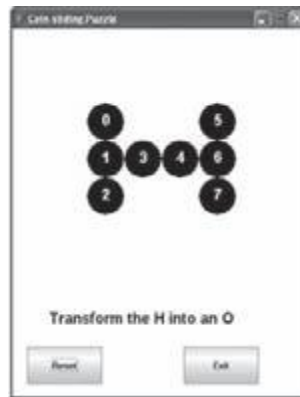 Coin sliding Puzzle
0 5
1 3 4 6
2 7
Transform the H into an O
Reset Exit